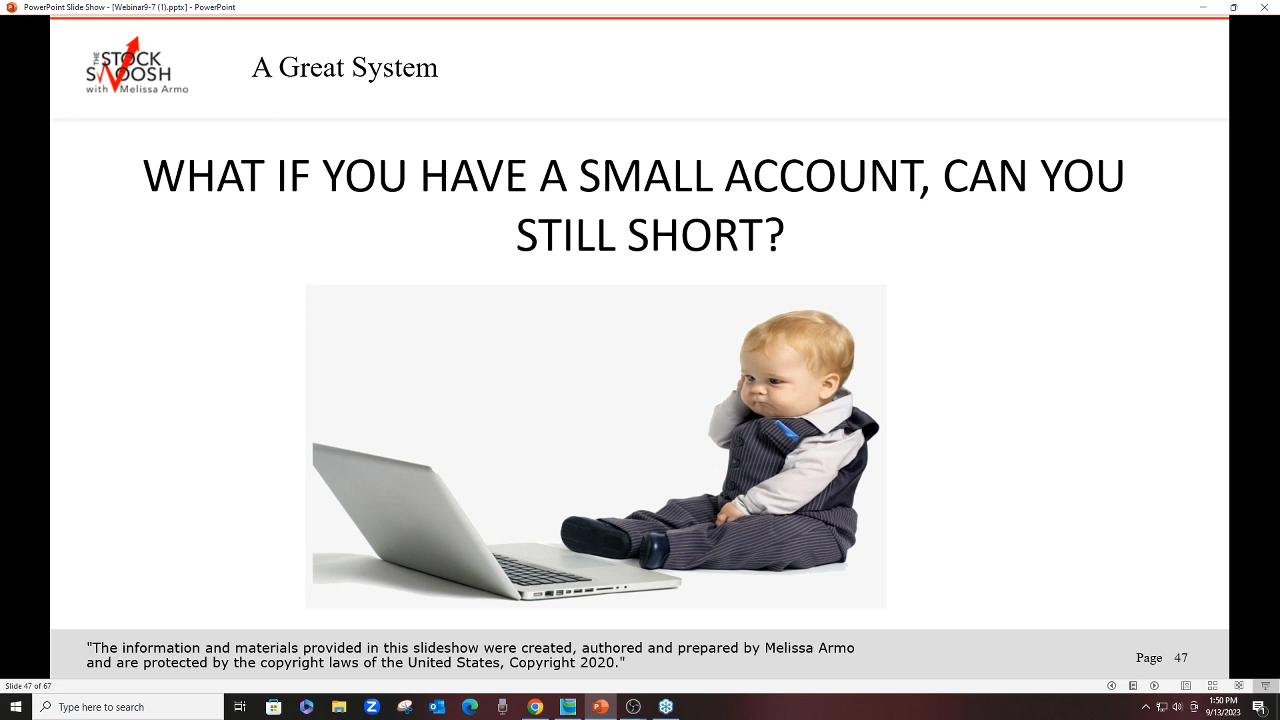 PowerPoint Slide Show - [Webinar9-7 (1).pptx] - PowerPoint
THE
STOCK
SWOOSH
with Melissa Armo
A Great System
WHAT IF YOU HAVE A SMALL ACCOUNT, CAN YOU
STILL SHORT?
"The information and materials provided in this slideshow were created, authored and prepared by Melissa Armo
and are protected by the copyright laws of the United States, Copyright 2020."
Page 47
Slide 47 of 67
Type here to search
1:50 PM
9/13/2023